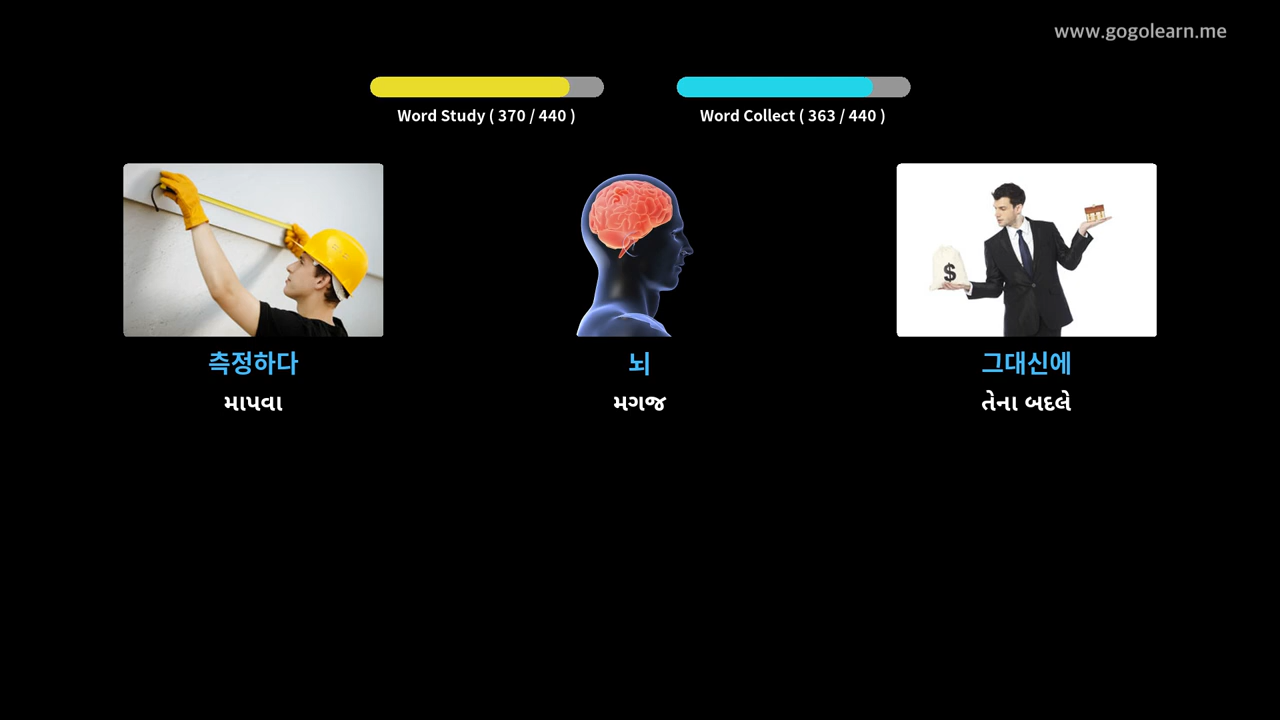 www.gogolearn.me
Word Study ( 370 / 440 )
Word Collect ( 363 / 440 )
$
측정하다
뇌
그대신에
માપવા
મગજ
તેના બદલે